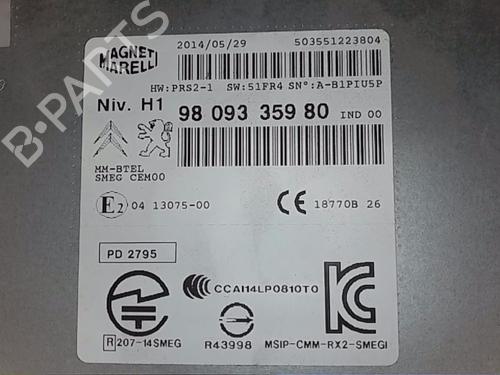 B-PARTS
MAGNETI MARELLI
2014/05/29 503551223804
HW:PRS2-1 SW:51FR4 SN°:A-B1PIU5P
Niv. H1
98 093 359 80 IND 00
MM-BTEL
SMEG CEM00
E2 04 13075-00 CE 18770B 26
PD 2795
CCAI14LP0810T0
R 207-14SMEG R43998 MSIP-CMM-RX2-SMEGI